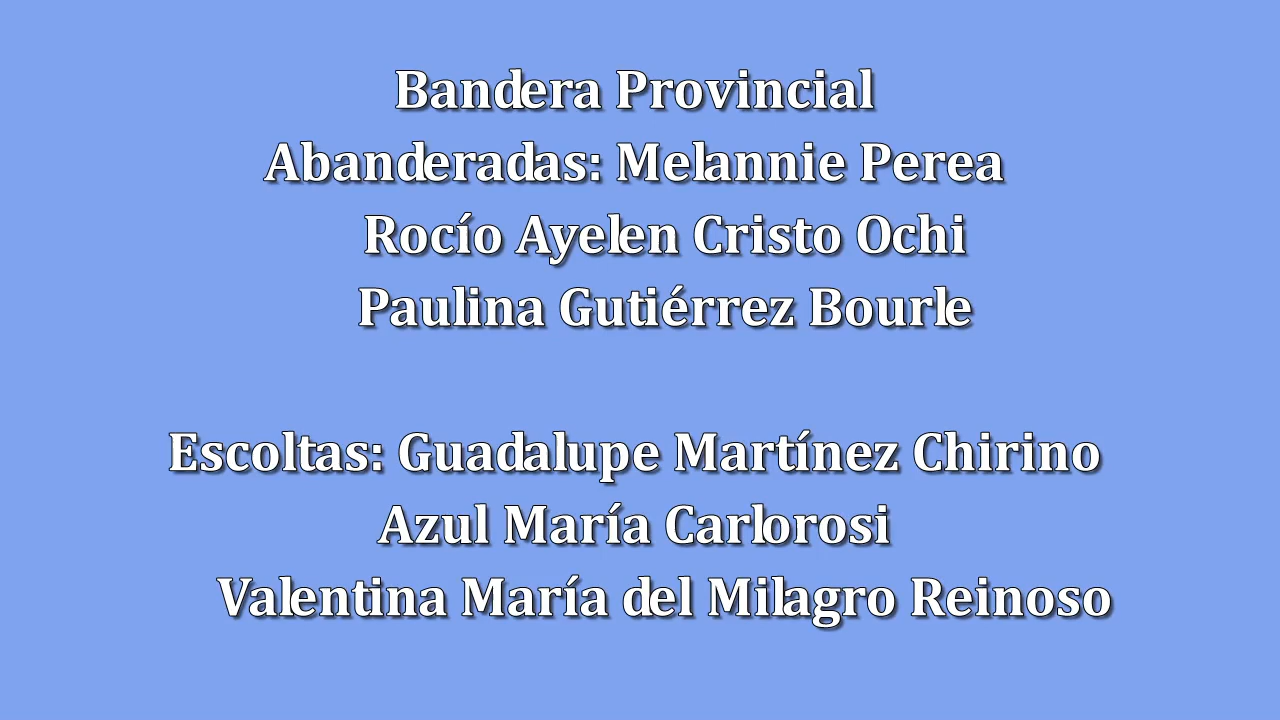 Bandera Provincial
Abanderadas: Melannie Perea
Rocío Ayelen Cristo Ochi
Paulina Gutiérrez Bourle
Escoltas: Guadalupe Martínez Chirino
Azul María Carlorosi
Valentina María del Milagro Reinoso